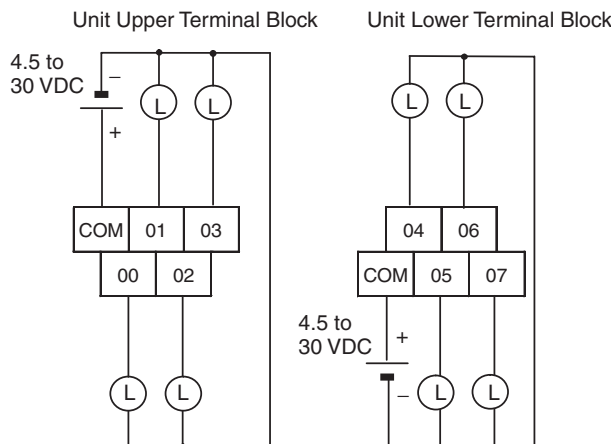 Unit Upper Terminal Block
Unit Lower Terminal Block
4.5 to
30 VDC
–
+
L
L
L
L
COM 01 03
00 02
04 06
COM 05 07
4.5 to
30 VDC
+
–
L
L
L
L